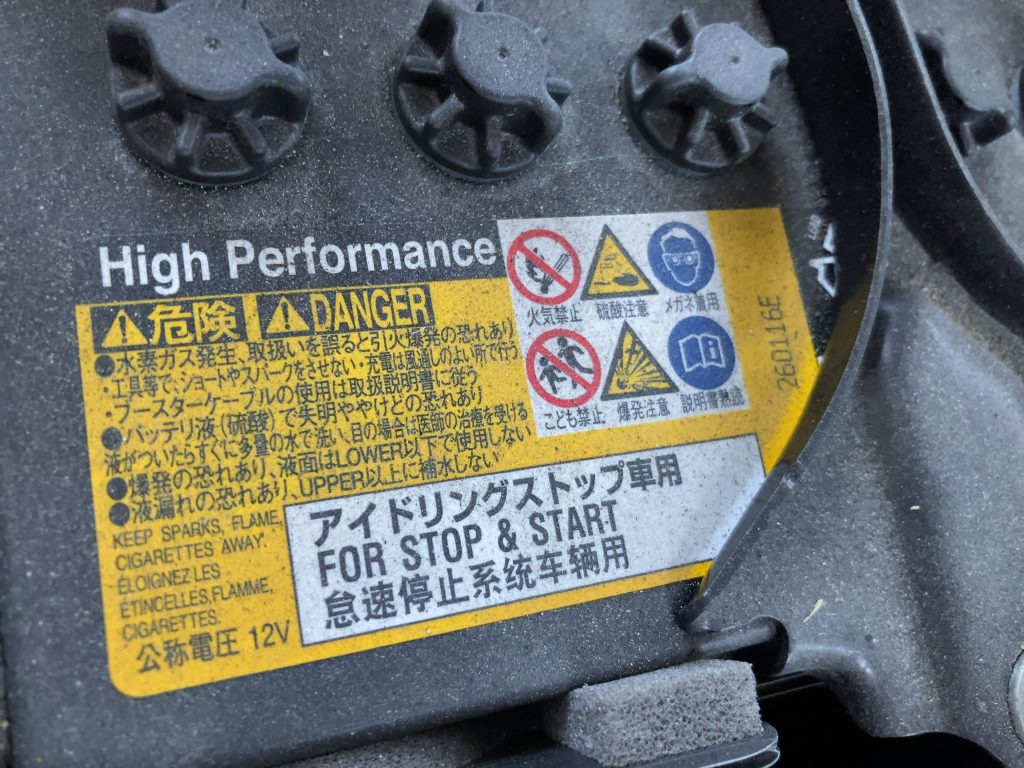 High Performance
危険 DANGER
●水素ガス発生、取扱いを誤ると引火爆発の恐れあり
・工具等で、ショートやスパークをさせない・充電は風通しのよい所で行う
・ブースターケーブルの使用は取扱説明書に従う
●バッテリ液(硫酸)で失明ややけどの恐れあり
液がついたらすぐに多量の水で洗い、目の場合は医師の治療を受ける
●爆発の恐れあり、液面はLOWER以下で使用しない
●液漏れの恐れあり、UPPER以上に補水しない
KEEP SPARKS, FLAME,
CIGARETTES AWAY.
ÉLOIGNEZ LES
ÉTINCELLES,FLAMME,
CIGARETTES.
公称電圧 12V
火気禁止 硫酸注意 メガネ着用
こども禁止 爆発注意 説明書熟読
260116E
アイドリングストップ車用
FOR STOP & START
怠速停止系统车辆用